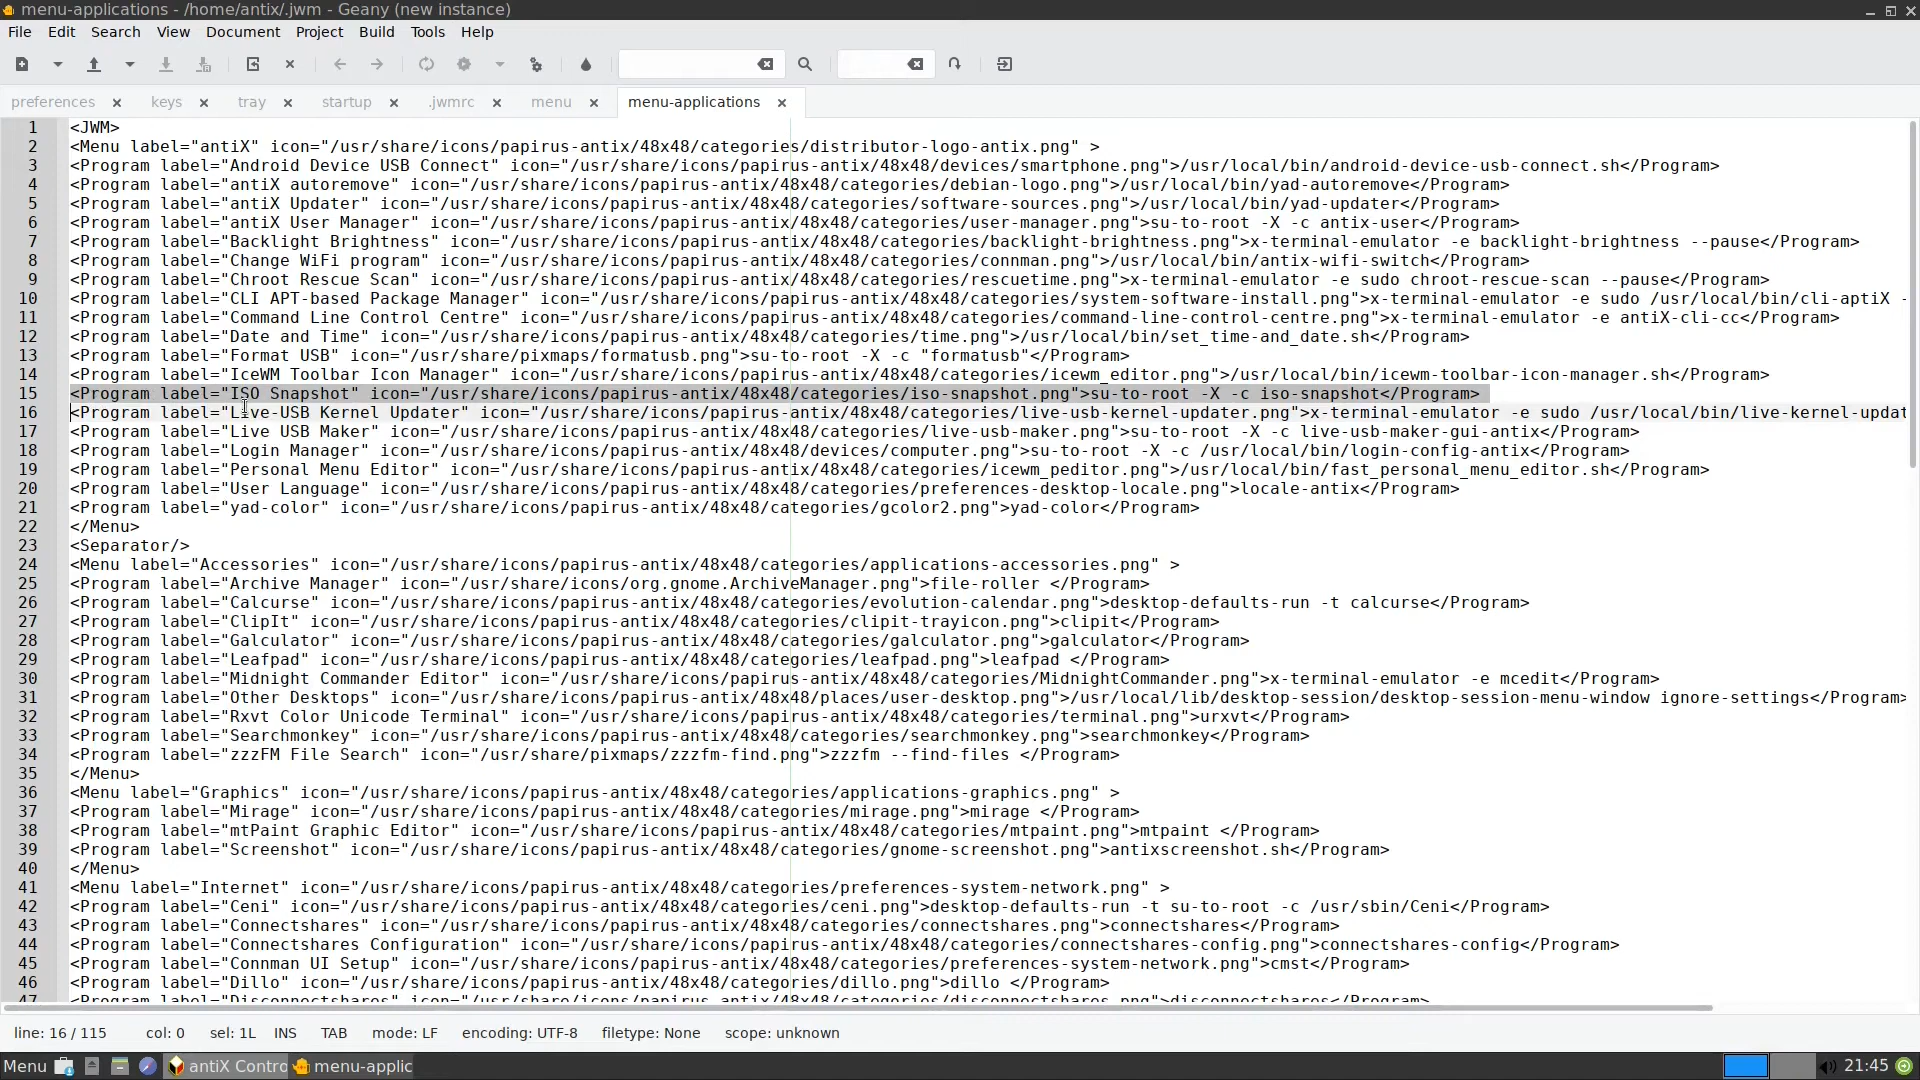 menu-applications - /home/antix/.jwm - Geany (new instance)
File Edit Search View Document Project Build Tools Help
preferences keys tray startup .jwmrc menu menu-applications
1 <JWM>
2 <Menu label="antiX" icon="/usr/share/icons/papirus-antix/48x48/categories/distributor-logo-antix.png" >
3 <Program label="Android Device USB Connect" icon="/usr/share/icons/papirus-antix/48x48/devices/smartphone.png">/usr/local/bin/android-device-usb-connect.sh</Program>
4 <Program label="antiX autoremove" icon="/usr/share/icons/papirus-antix/48x48/categories/debian-logo.png">/usr/local/bin/yad-autoremove</Program>
5 <Program label="antiX Updater" icon="/usr/share/icons/papirus-antix/48x48/categories/software-sources.png">/usr/local/bin/yad-updater</Program>
6 <Program label="antiX User Manager" icon="/usr/share/icons/papirus-antix/48x48/categories/user-manager.png">su-to-root -X -c antix-user</Program>
7 <Program label="Backlight Brightness" icon="/usr/share/icons/papirus-antix/48x48/categories/backlight-brightness.png">x-terminal-emulator -e backlight-brightness --pause</Program>
8 <Program label="Change WiFi program" icon="/usr/share/icons/papirus-antix/48x48/categories/connman.png">/usr/local/bin/antix-wifi-switch</Program>
9 <Program label="Chroot Rescue Scan" icon="/usr/share/icons/papirus-antix/48x48/categories/rescuetime.png">x-terminal-emulator -e sudo chroot-rescue-scan --pause</Program>
10 <Program label="CLI APT-based Package Manager" icon="/usr/share/icons/papirus-antix/48x48/categories/system-software-install.png">x-terminal-emulator -e sudo /usr/local/bin/cli-aptiX -
11 <Program label="Command Line Control Centre" icon="/usr/share/icons/papirus-antix/48x48/categories/command-line-control-centre.png">x-terminal-emulator -e antiX-cli-cc</Program>
12 <Program label="Date and Time" icon="/usr/share/icons/papirus-antix/48x48/categories/time.png">/usr/local/bin/set_time-and_date.sh</Program>
13 <Program label="Format USB" icon="/usr/share/pixmaps/formatusb.png">su-to-root -X -c "formatusb"</Program>
14 <Program label="IceWM Toolbar Icon Manager" icon="/usr/share/icons/papirus-antix/48x48/categories/icewm_editor.png">/usr/local/bin/icewm-toolbar-icon-manager.sh</Program>
15 <Program label="ISO Snapshot" icon="/usr/share/icons/papirus-antix/48x48/categories/iso-snapshot.png">su-to-root -X -c iso-snapshot</Program>
16 <Program label="Live-USB Kernel Updater" icon="/usr/share/icons/papirus-antix/48x48/categories/live-usb-kernel-updater.png">x-terminal-emulator -e sudo /usr/local/bin/live-kernel-updat
17 <Program label="Live USB Maker" icon="/usr/share/icons/papirus-antix/48x48/categories/live-usb-maker.png">su-to-root -X -c live-usb-maker-gui-antix</Program>
18 <Program label="Login Manager" icon="/usr/share/icons/papirus-antix/48x48/devices/computer.png">su-to-root -X -c /usr/local/bin/login-config-antix</Program>
19 <Program label="Personal Menu Editor" icon="/usr/share/icons/papirus-antix/48x48/categories/icewm_peditor.png">/usr/local/bin/fast_personal_menu_editor.sh</Program>
20 <Program label="User Language" icon="/usr/share/icons/papirus-antix/48x48/categories/preferences-desktop-locale.png">locale-antix</Program>
21 <Program label="yad-color" icon="/usr/share/icons/papirus-antix/48x48/categories/gcolor2.png">yad-color</Program>
22 </Menu>
23 <Separator/>
24 <Menu label="Accessories" icon="/usr/share/icons/papirus-antix/48x48/categories/applications-accessories.png" >
25 <Program label="Archive Manager" icon="/usr/share/icons/org.gnome.ArchiveManager.png">file-roller </Program>
26 <Program label="Calcurse" icon="/usr/share/icons/papirus-antix/48x48/categories/evolution-calendar.png">desktop-defaults-run -t calcurse</Program>
27 <Program label="ClipIt" icon="/usr/share/icons/papirus-antix/48x48/categories/clipit-trayicon.png">clipit</Program>
28 <Program label="Galculator" icon="/usr/share/icons/papirus-antix/48x48/categories/galculator.png">galculator</Program>
29 <Program label="Leafpad" icon="/usr/share/icons/papirus-antix/48x48/categories/leafpad.png">leafpad </Program>
30 <Program label="Midnight Commander Editor" icon="/usr/share/icons/papirus-antix/48x48/categories/MidnightCommander.png">x-terminal-emulator -e mcedit</Program>
31 <Program label="Other Desktops" icon="/usr/share/icons/papirus-antix/48x48/places/user-desktop.png">/usr/local/lib/desktop-session/desktop-session-menu-window ignore-settings</Program>
32 <Program label="Rxvt Color Unicode Terminal" icon="/usr/share/icons/papirus-antix/48x48/categories/terminal.png">urxvt</Program>
33 <Program label="Searchmonkey" icon="/usr/share/icons/papirus-antix/48x48/categories/searchmonkey.png">searchmonkey</Program>
34 <Program label="zzzFM File Search" icon="/usr/share/pixmaps/zzzfm-find.png">zzzfm --find-files </Program>
35 </Menu>
36 <Menu label="Graphics" icon="/usr/share/icons/papirus-antix/48x48/categories/applications-graphics.png" >
37 <Program label="Mirage" icon="/usr/share/icons/papirus-antix/48x48/categories/mirage.png">mirage </Program>
38 <Program label="mtPaint Graphic Editor" icon="/usr/share/icons/papirus-antix/48x48/categories/mtpaint.png">mtpaint </Program>
39 <Program label="Screenshot" icon="/usr/share/icons/papirus-antix/48x48/categories/gnome-screenshot.png">antixscreenshot.sh</Program>
40 </Menu>
41 <Menu label="Internet" icon="/usr/share/icons/papirus-antix/48x48/categories/preferences-system-network.png" >
42 <Program label="Ceni" icon="/usr/share/icons/papirus-antix/48x48/categories/ceni.png">desktop-defaults-run -t su-to-root -c /usr/sbin/Ceni</Program>
43 <Program label="Connectshares" icon="/usr/share/icons/papirus-antix/48x48/categories/connectshares.png">connectshares</Program>
44 <Program label="Connectshares Configuration" icon="/usr/share/icons/papirus-antix/48x48/categories/connectshares-config.png">connectshares-config</Program>
45 <Program label="Connman UI Setup" icon="/usr/share/icons/papirus-antix/48x48/categories/preferences-system-network.png">cmst</Program>
46 <Program label="Dillo" icon="/usr/share/icons/papirus-antix/48x48/categories/dillo.png">dillo </Program>
47 <Program label="Disconnectshares" icon="/usr/share/icons/papirus-antix/48x48/categories/disconnectshares.png">disconnectshares</Program>
line: 16 / 115 col: 0 sel: 1L INS TAB mode: LF encoding: UTF-8 filetype: None scope: unknown
Menu antiX Contro menu-applic 21:45